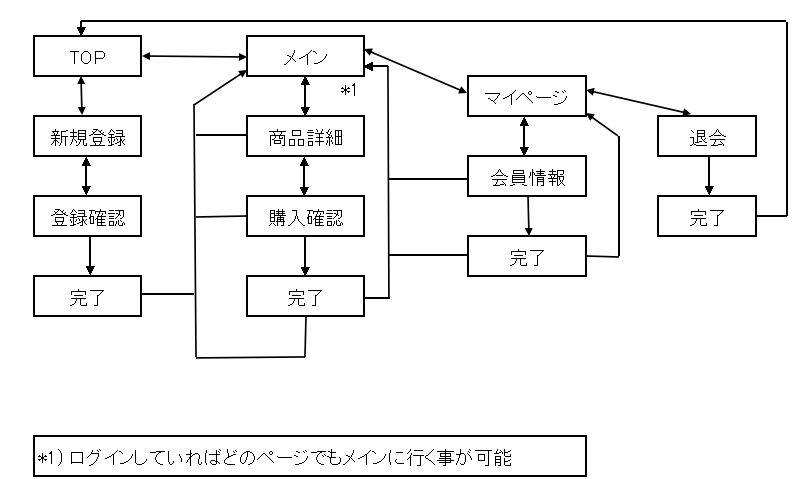 TOP
メイン
*1
マイページ
新規登録
商品詳細
退会
会員情報
登録確認
購入確認
完了
完了
完了
完了
*1）ログインしていればどのページでもメインに行く事が可能